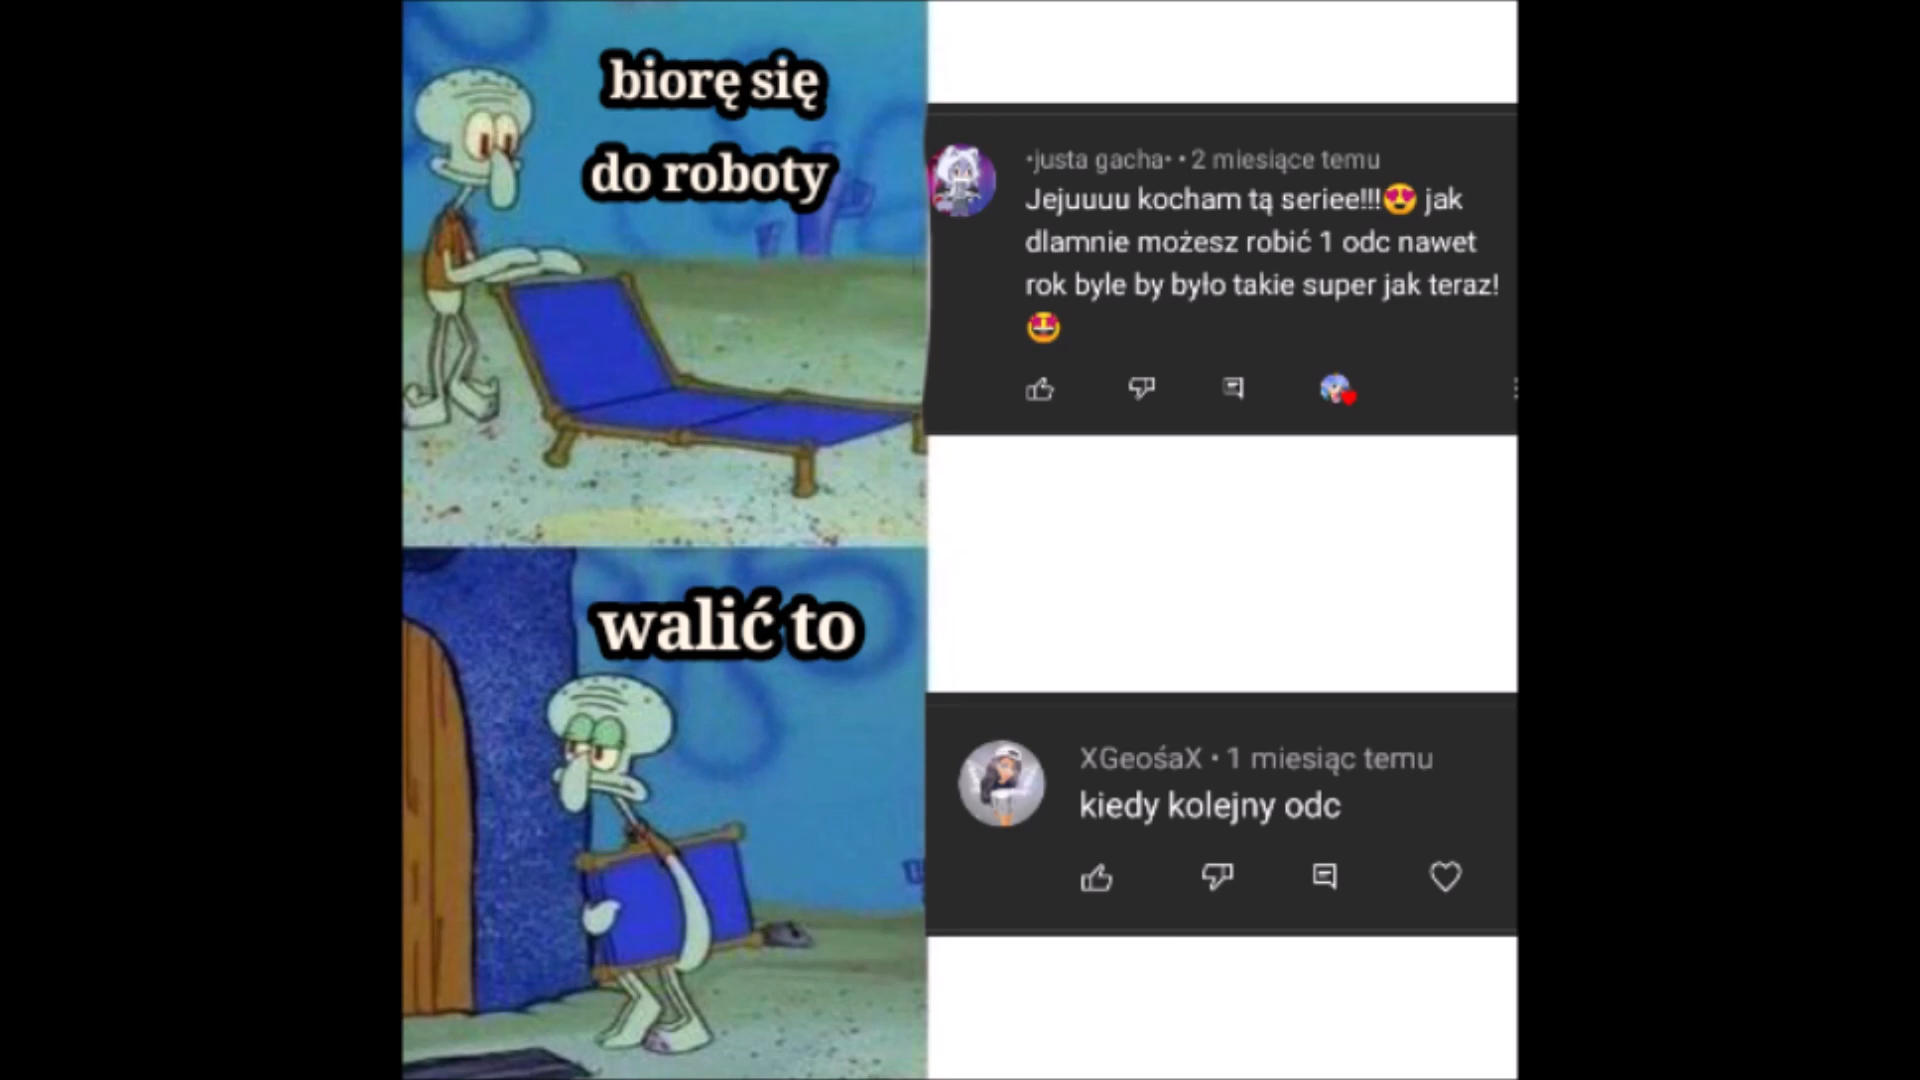 biorę się
do roboty
•justa gacha• • 2 miesiące temu
Jejuuuu kocham tą seriee!!!😍 jak
dlamnie możesz robić 1 odc nawet
rok byle by było takie super jak teraz!
🤩
walić to
XGeośaX • 1 miesiąc temu
kiedy kolejny odc